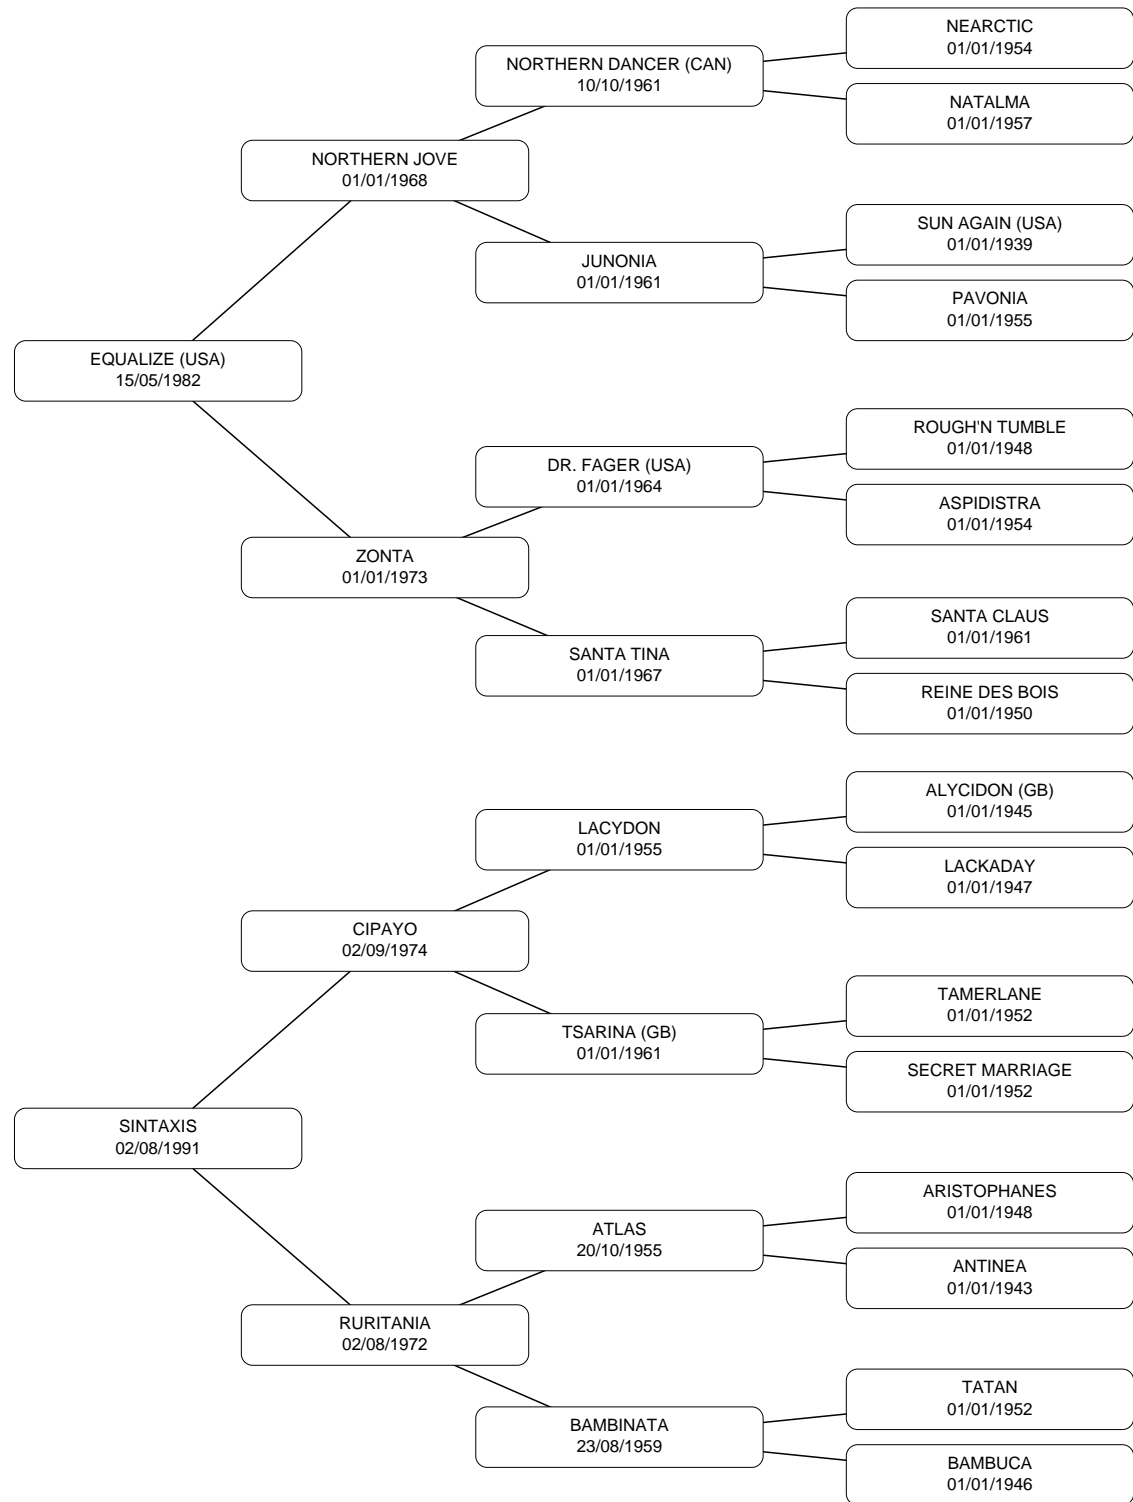 NEARCTIC
01/01/1954
NORTHERN DANCER (CAN)
10/10/1961
NATALMA
01/01/1957
NORTHERN JOVE
01/01/1968
SUN AGAIN (USA)
01/01/1939
JUNONIA
01/01/1961
PAVONIA
01/01/1955
EQUALIZE (USA)
15/05/1982
ROUGH'N TUMBLE
01/01/1948
DR. FAGER (USA)
01/01/1964
ASPIDISTRA
01/01/1954
ZONTA
01/01/1973
SANTA CLAUS
01/01/1961
SANTA TINA
01/01/1967
REINE DES BOIS
01/01/1950
ALYCIDON (GB)
01/01/1945
LACYDON
01/01/1955
LACKADAY
01/01/1947
CIPAYO
02/09/1974
TAMERLANE
01/01/1952
TSARINA (GB)
01/01/1961
SECRET MARRIAGE
01/01/1952
SINTAXIS
02/08/1991
ARISTOPHANES
01/01/1948
ATLAS
20/10/1955
ANTINEA
01/01/1943
RURITANIA
02/08/1972
TATAN
01/01/1952
BAMBINATA
23/08/1959
BAMBUCA
01/01/1946